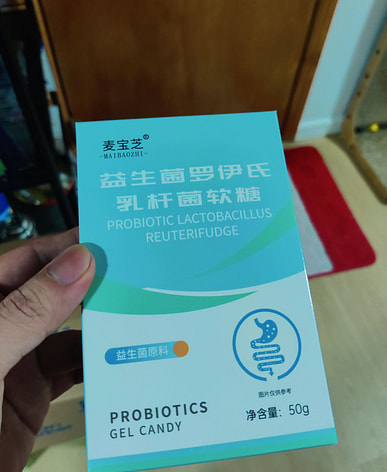 麦宝芝®
-MAIBAOZHI-
益生菌罗伊氏
乳杆菌软糖
PROBIOTIC LACTOBACILLUS
REUTERIFUDGE
益生菌原料
图片仅供参考
PROBIOTICS
GEL CANDY
净含量：50g